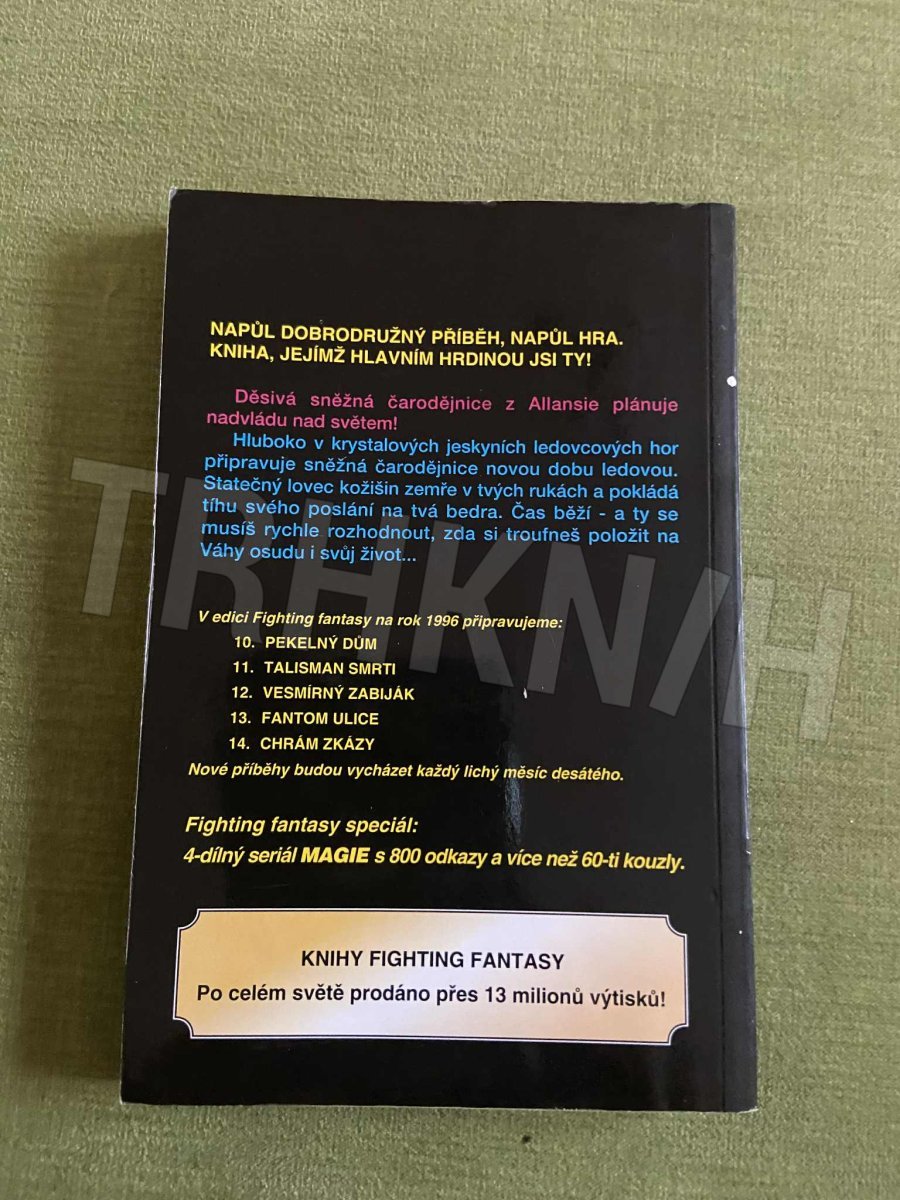 NAPŮL DOBRODRUŽNÝ PŘÍBĚH, NAPŮL HRA.
KNIHA, JEJÍMŽ HLAVNÍM HRDINOU JSI TY!
Děsivá sněžná čarodějnice z Allansie plánuje
nadvládu nad světem!
Hluboko v krystalových jeskyních ledovcových hor
připravuje sněžná čarodějnice novou dobu ledovou.
Statečný lovec kožišin zemře v tvých rukách a pokládá
tíhu svého poslání na tvá bedra. Čas běží - a ty se
musíš rychle rozhodnout, zda si troufneš položit na
Váhy osudu i svůj život...
V edici Fighting fantasy na rok 1996 připravujeme:
10. PEKELNÝ DŮM
11. TALISMAN SMRTI
12. VESMÍRNÝ ZABIJÁK
13. FANTOM ULICE
14. CHRÁM ZKÁZY
Nové příběhy budou vycházet každý lichý měsíc desátého.
Fighting fantasy speciál:
4-dílný seriál MAGIE s 800 odkazy a více než 60-ti kouzly.
KNIHY FIGHTING FANTASY
Po celém světě prodáno přes 13 milionů výtisků!
TRHKNIH